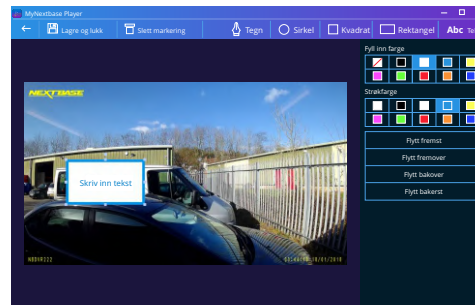 MyNextbase Player
Lagre og lukk
Slett markering
Tegn
Sirkel
Kvadrat
Rektangel
Abc
Fyll inn farge
Strøkfarge
Flytt fremst
Flytt fremover
Flytt bakover
Flytt bakerst
NEXTBASE
Skriv inn tekst